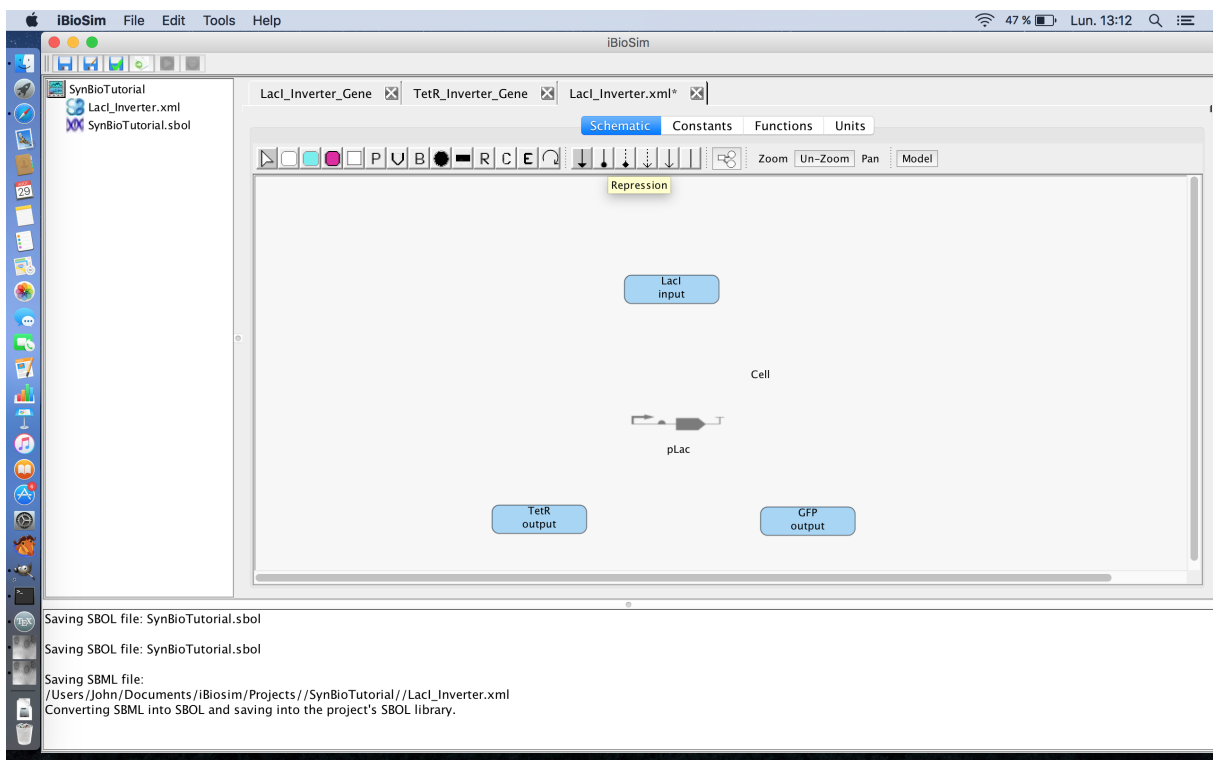 iBioSim File Edit Tools Help 47 % Lun. 13:12
iBioSim
SynBioTutorial
LacI_Inverter.xml
SynBioTutorial.sbol
LacI_Inverter_Gene TetR_Inverter_Gene LacI_Inverter.xml*
Schematic Constants Functions Units
P V B R C E Zoom Un-Zoom Pan Model
Repression
LacI
input
Cell
pLac
TetR
output
GFP
output
29
TEX
Saving SBOL file: SynBioTutorial.sbol
Saving SBOL file: SynBioTutorial.sbol
Saving SBML file:
/Users/John/Documents/iBiosim/Projects//SynBioTutorial//LacI_Inverter.xml
Converting SBML into SBOL and saving into the project's SBOL library.